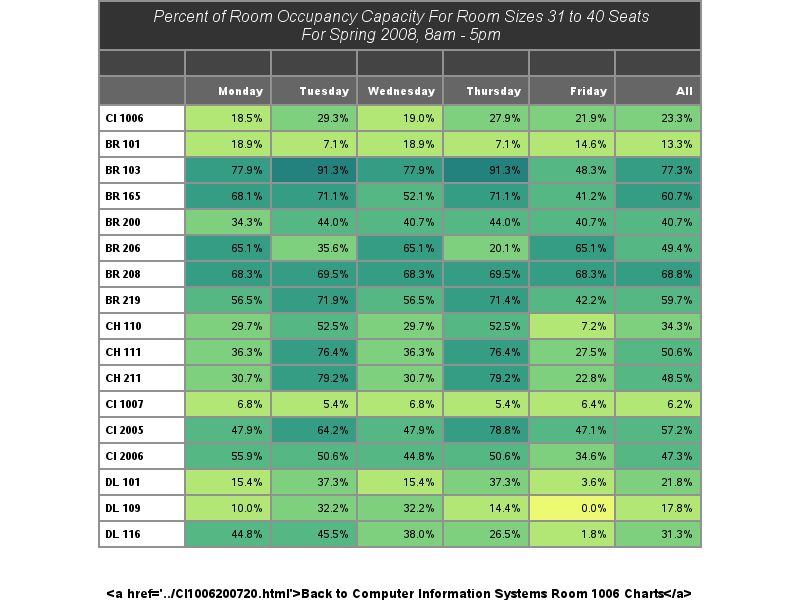 Percent of Room Occupancy Capacity For Room Sizes 31 to 40 Seats
For Spring 2008, 8am - 5pm
Monday Tuesday Wednesday Thursday Friday All
CI 1006 18.5% 29.3% 19.0% 27.9% 21.9% 23.3%
BR 101 18.9% 7.1% 18.9% 7.1% 14.6% 13.3%
BR 103 77.9% 91.3% 77.9% 91.3% 48.3% 77.3%
BR 165 68.1% 71.1% 52.1% 71.1% 41.2% 60.7%
BR 200 34.3% 44.0% 40.7% 44.0% 40.7% 40.7%
BR 206 65.1% 35.6% 65.1% 20.1% 65.1% 49.4%
BR 208 68.3% 69.5% 68.3% 69.5% 68.3% 68.8%
BR 219 56.5% 71.9% 56.5% 71.4% 42.2% 59.7%
CH 110 29.7% 52.5% 29.7% 52.5% 7.2% 34.3%
CH 111 36.3% 76.4% 36.3% 76.4% 27.5% 50.6%
CH 211 30.7% 79.2% 30.7% 79.2% 22.8% 48.5%
CI 1007 6.8% 5.4% 6.8% 5.4% 6.4% 6.2%
CI 2005 47.9% 64.2% 47.9% 78.8% 47.1% 57.2%
CI 2006 55.9% 50.6% 44.8% 50.6% 34.6% 47.3%
DL 101 15.4% 37.3% 15.4% 37.3% 3.6% 21.8%
DL 109 10.0% 32.2% 32.2% 14.4% 0.0% 17.8%
DL 116 44.8% 45.5% 38.0% 26.5% 1.8% 31.3%
<a href='../CI1006200720.html'>Back to Computer Information Systems Room 1006 Charts</a>